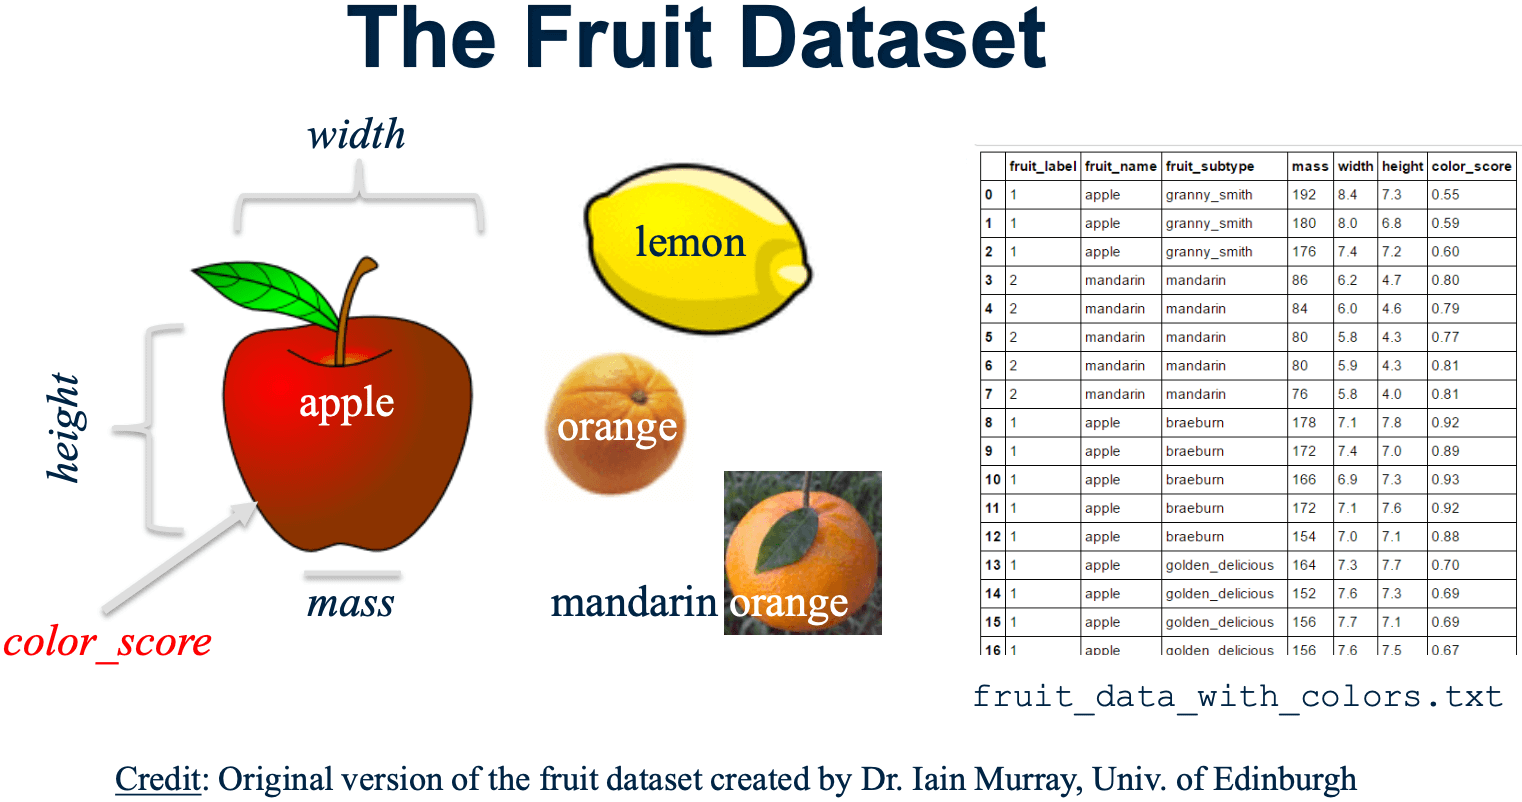 The Fruit Dataset
width
height
apple
mass
color_score
lemon
orange
mandarin orange
fruit_label fruit_name fruit_subtype mass width height color_score
0 1 apple granny_smith 192 8.4 7.3 0.55
1 1 apple granny_smith 180 8.0 6.8 0.59
2 1 apple granny_smith 176 7.4 7.2 0.60
3 2 mandarin mandarin 86 6.2 4.7 0.80
4 2 mandarin mandarin 84 6.0 4.6 0.79
5 2 mandarin mandarin 80 5.8 4.3 0.77
6 2 mandarin mandarin 80 5.9 4.3 0.81
7 2 mandarin mandarin 76 5.8 4.0 0.81
8 1 apple braeburn 178 7.1 7.8 0.92
9 1 apple braeburn 172 7.4 7.0 0.89
10 1 apple braeburn 166 6.9 7.3 0.93
11 1 apple braeburn 172 7.1 7.6 0.92
12 1 apple braeburn 154 7.0 7.1 0.88
13 1 apple golden_delicious 164 7.3 7.7 0.70
14 1 apple golden_delicious 152 7.6 7.3 0.69
15 1 apple golden_delicious 156 7.7 7.1 0.69
16 1 apple golden_delicious 156 7.6 7.5 0.67
fruit_data_with_colors.txt
Credit: Original version of the fruit dataset created by Dr. Iain Murray, Univ. of Edinburgh